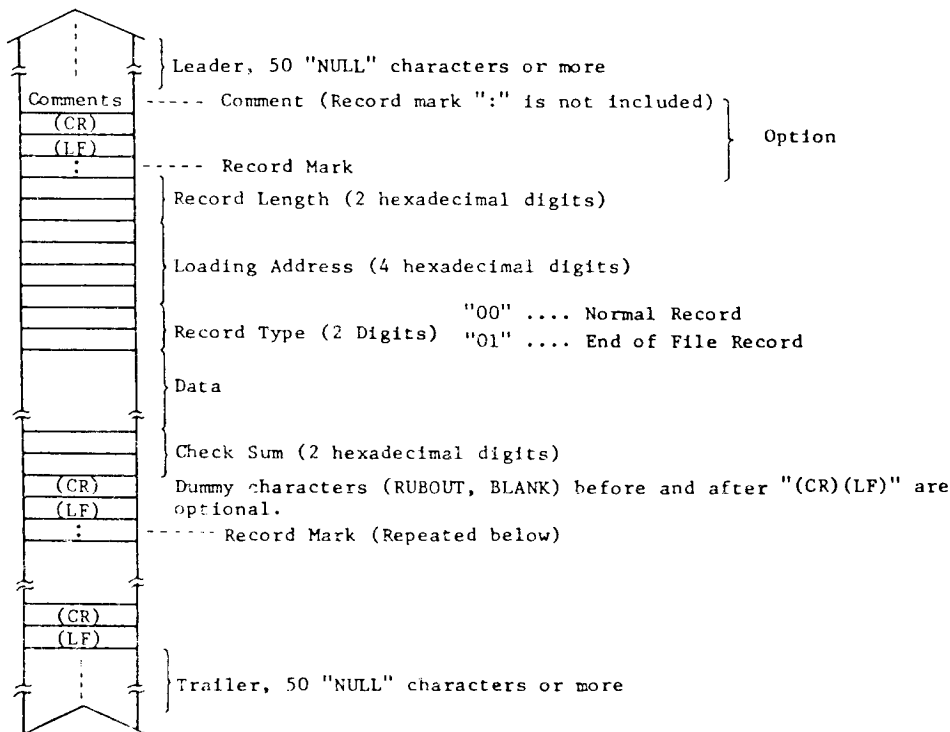 Leader, 50 "NULL" characters or more
Comments ----- Comment (Record mark ":" is not included)
(CR)
Option
(LF)
: ----- Record Mark
Record Length (2 hexadecimal digits)
Loading Address (4 hexadecimal digits)
"00" .... Normal Record
Record Type (2 Digits)
"01" .... End of File Record
Data
Check Sum (2 hexadecimal digits)
(CR) Dummy characters (RUBOUT, BLANK) before and after "(CR)(LF)" are
(LF) optional.
: ------ Record Mark (Repeated below)
(CR)
(LF)
Trailer, 50 "NULL" characters or more